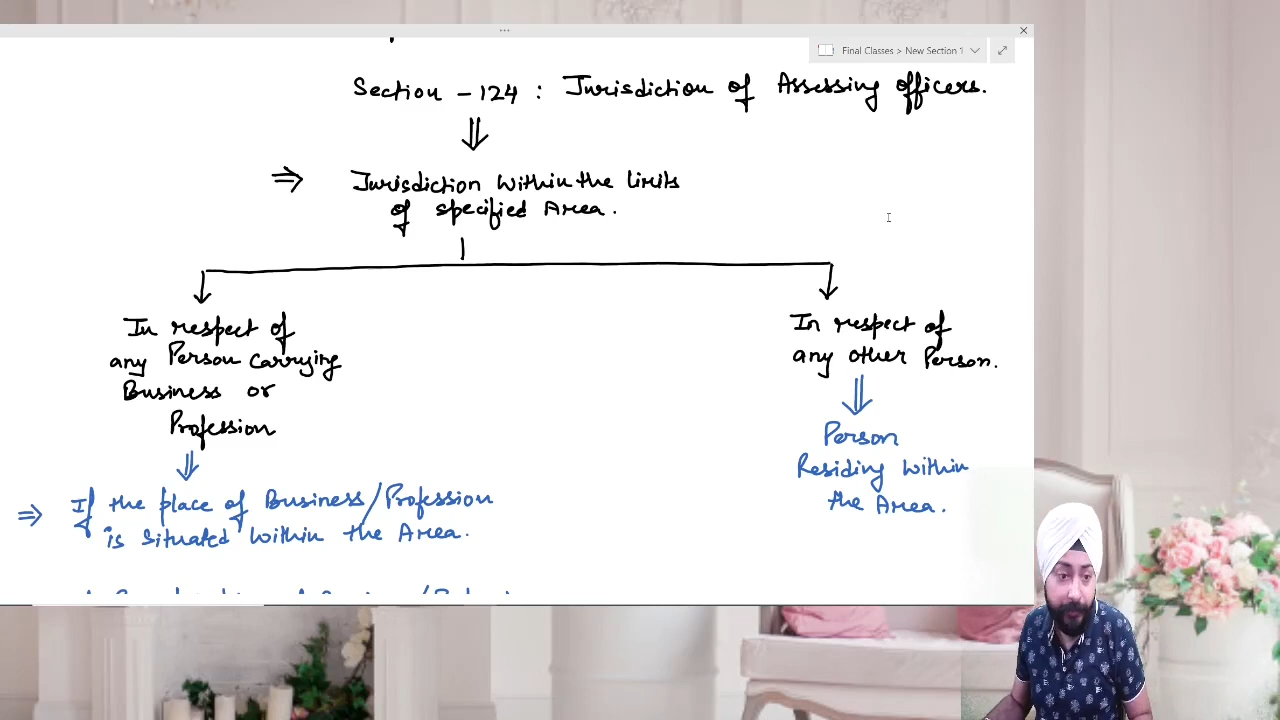 Final Classes > New Section 1
Section - 124 : Jurisdiction of Assessing officers.
Jurisdiction within the limits
of specified Area.
In respect of
any Person carrying
Business or
Profession
In respect of
any other Person.
Person
Residing within
the Area.
If the place of Business/Profession
is situated within the Area.